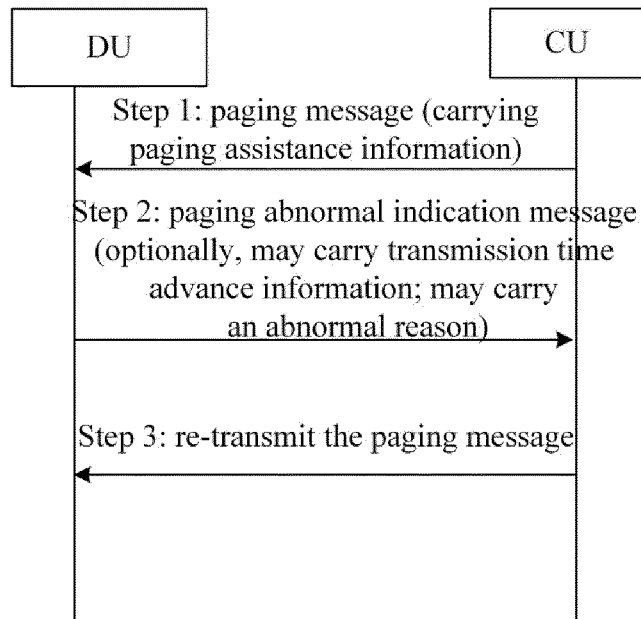 DU
CU
Step 1: paging message (carrying
paging assistance information)
Step 2: paging abnormal indication message
(optionally, may carry transmission time
advance information; may carry
an abnormal reason)
Step 3: re-transmit the paging message